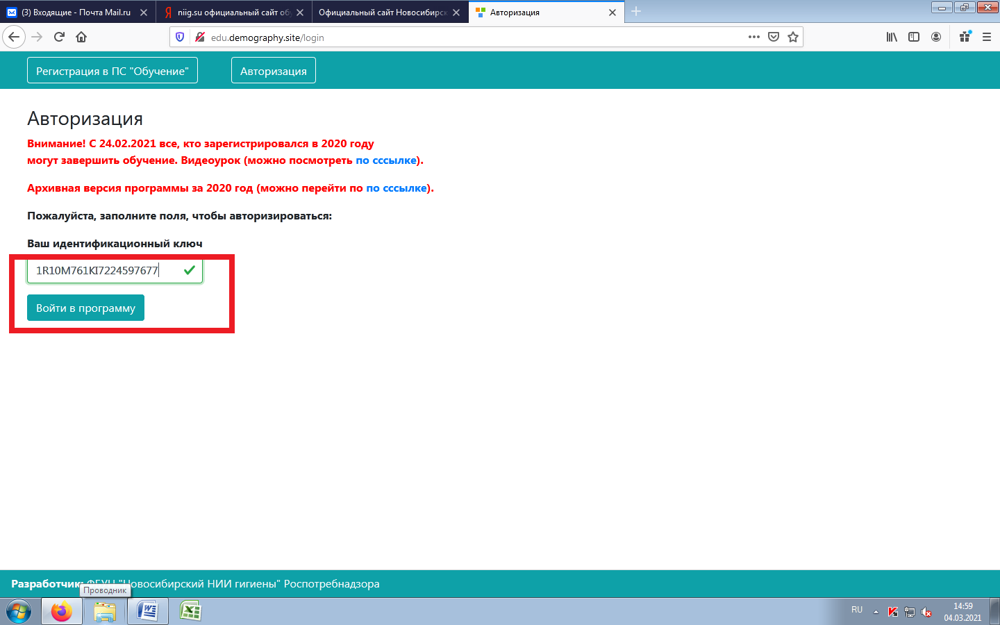 (3) Входящие - Почта Mail.ru
niig.su официальный сайт обу
Официальный сайт Новосибирск
Авторизация
edu.demography.site/login
Регистрация в ПС "Обучение"
Авторизация
Авторизация
Внимание! С 24.02.2021 все, кто зарегистрировался в 2020 году
могут завершить обучение. Видеоурок (можно посмотреть по сссылке).
Архивная версия программы за 2020 год (можно перейти по по сссылке).
Пожалуйста, заполните поля, чтобы авторизироваться:
Ваш идентификационный ключ
1R10M761KI7224597677
Войти в программу
Разработчик: ФБУН "Новосибирский НИИ гигиены" Роспотребнадзора
Проводник
RU
14:59
04.03.2021